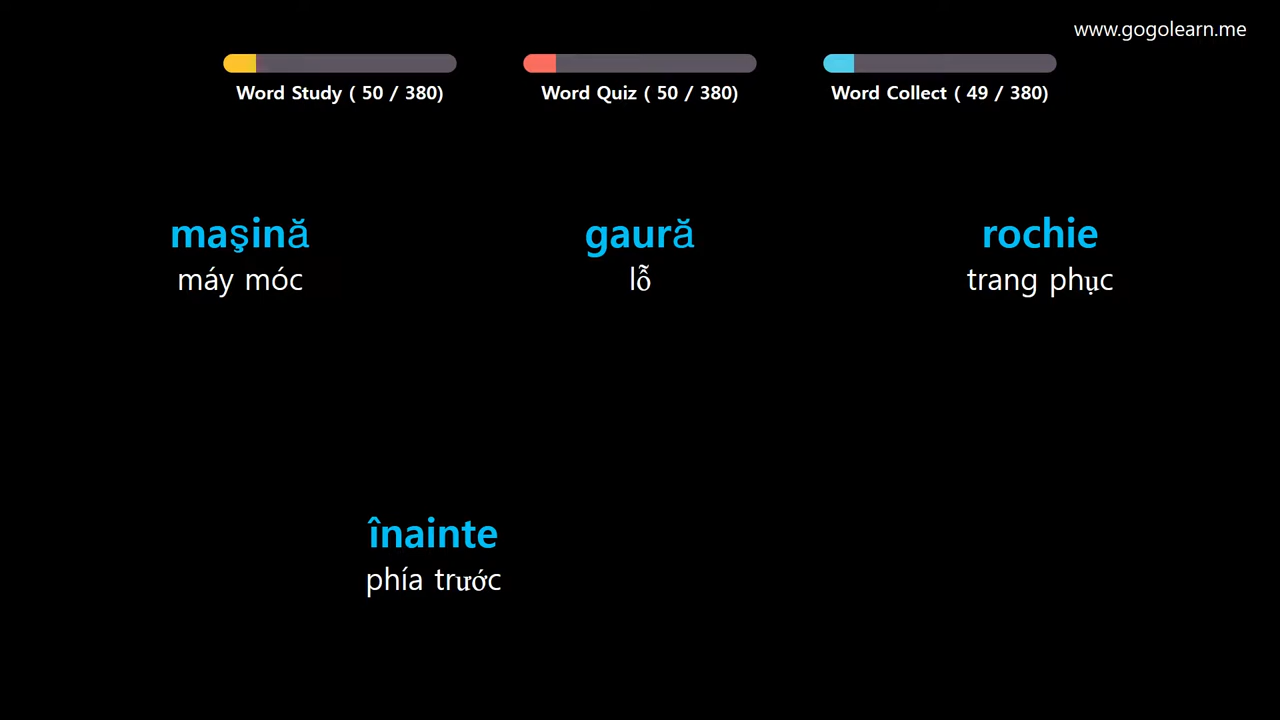 www.gogolearn.me
Word Study ( 50 / 380)
Word Quiz ( 50 / 380)
Word Collect ( 49 / 380)
maşină
máy móc
gaură
lỗ
rochie
trang phục
înainte
phía trước